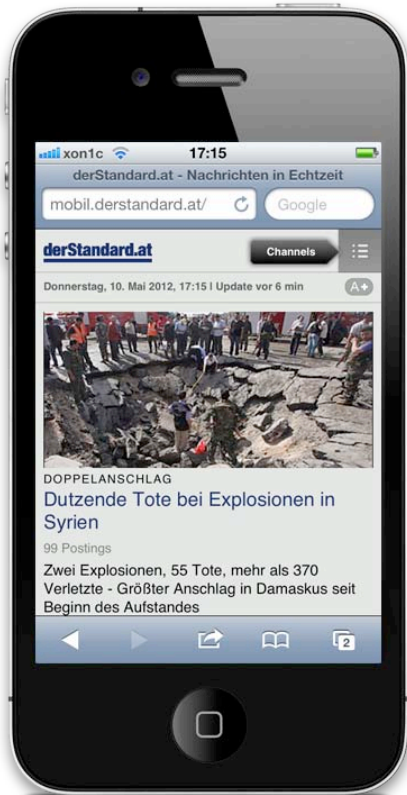 xon1c 17:15
derStandard.at - Nachrichten in Echtzeit
mobil.derstandard.at/ Google
derStandard.at Channels
Donnerstag, 10. Mai 2012, 17:15 | Update vor 6 min A+
DOPPELANSCHLAG
Dutzende Tote bei Explosionen in
Syrien
99 Postings
Zwei Explosionen, 55 Tote, mehr als 370
Verletzte - Größter Anschlag in Damaskus seit
Beginn des Aufstandes
2